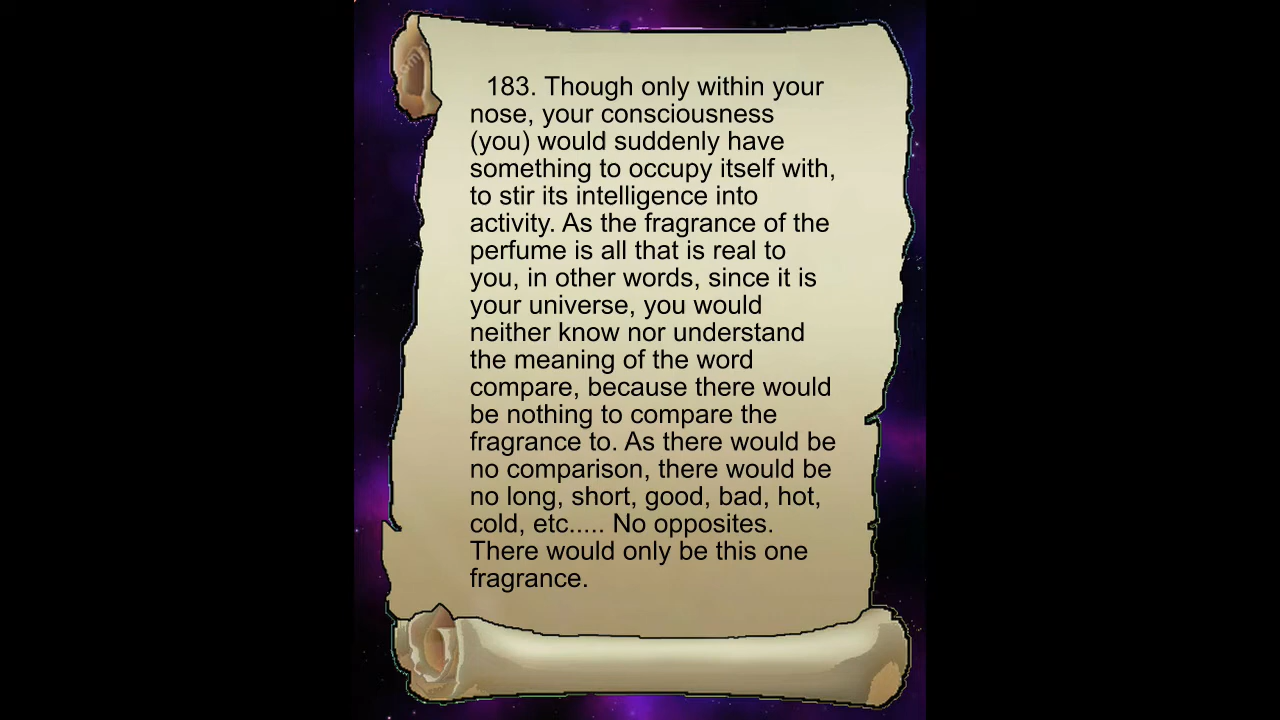 183. Though only within your
nose, your consciousness
(you) would suddenly have
something to occupy itself with,
to stir its intelligence into
activity. As the fragrance of the
perfume is all that is real to
you, in other words, since it is
your universe, you would
neither know nor understand
the meaning of the word
compare, because there would
be nothing to compare the
fragrance to. As there would be
no comparison, there would be
no long, short, good, bad, hot,
cold, etc..... No opposites.
There would only be this one
fragrance.